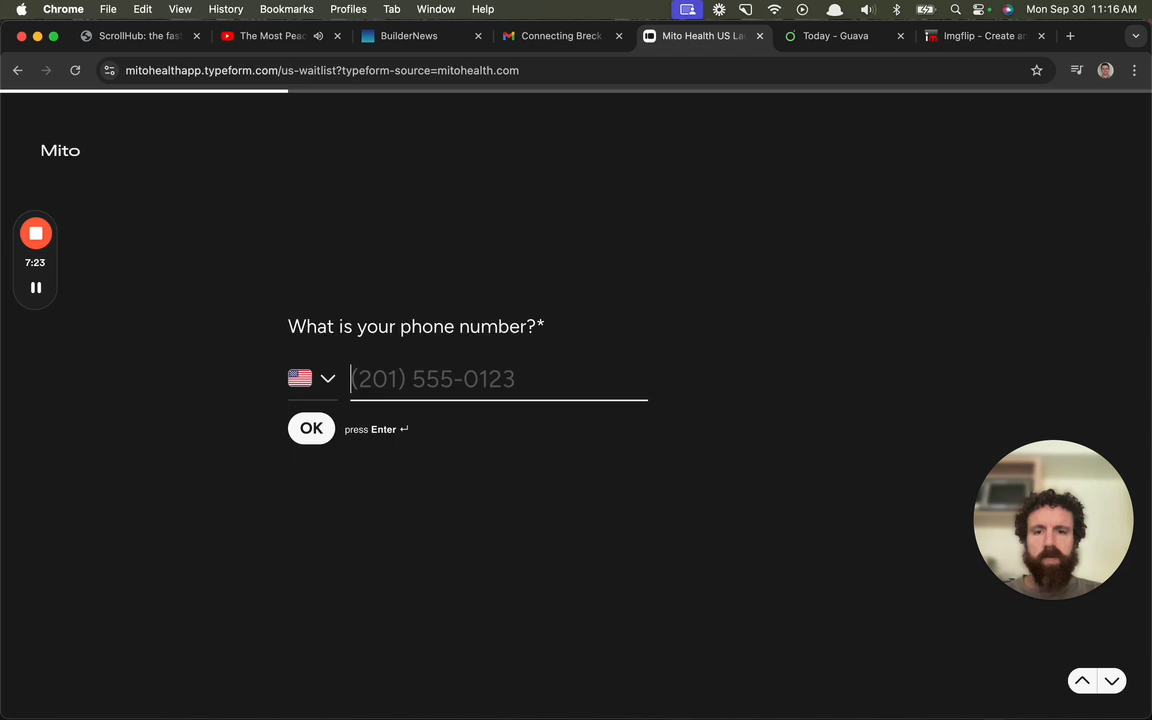 Chrome File Edit View History Bookmarks Profiles Tab Window Help Mon Sep 30 11:16 AM
ScrollHub: the fas The Most Peac BuilderNews Connecting Breck Mito Health US La Today - Guava Imgflip - Create an
mitohealthapp.typeform.com/us-waitlist?typeform-source=mitohealth.com
Mito
7:23
What is your phone number?*
(201) 555-0123
OK press Enter ↵